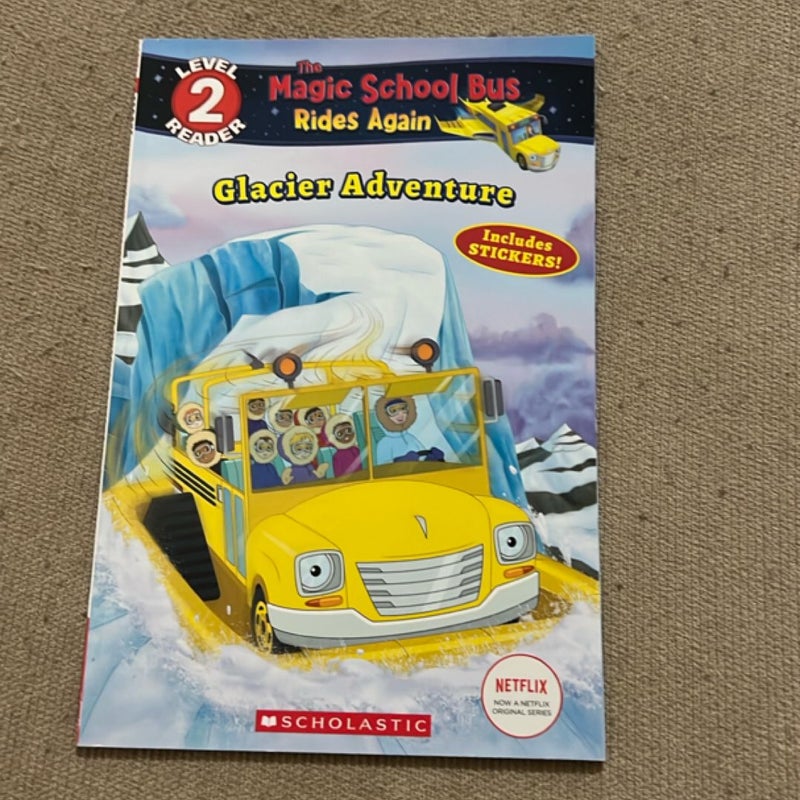 LEVEL
2
READER
The
Magic School Bus
Rides Again
Glacier Adventure
Includes
STICKERS!
NETFLIX
NOW A NETFLIX
ORIGINAL SERIES
SCHOLASTIC